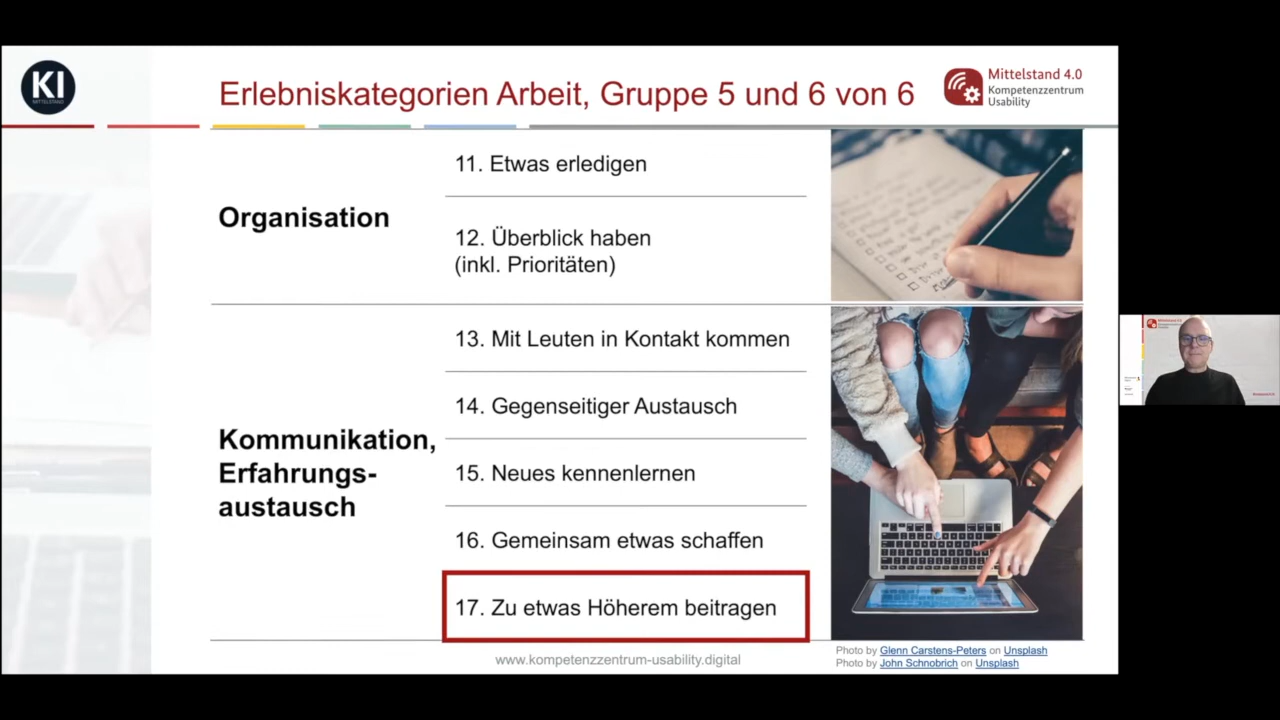 KI
MITTELSTAND
Erlebniskategorien Arbeit, Gruppe 5 und 6 von 6
Mittelstand 4.0
Kompetenzzentrum
Usability
Organisation
11. Etwas erledigen
12. Überblick haben
(inkl. Prioritäten)
Kommunikation,
Erfahrungs-
austausch
13. Mit Leuten in Kontakt kommen
14. Gegenseitiger Austausch
15. Neues kennenlernen
16. Gemeinsam etwas schaffen
17. Zu etwas Höherem beitragen
www.kompetenzzentrum-usability.digital
Photo by Glenn Carstens-Peters on Unsplash
Photo by John Schnobrich on Unsplash